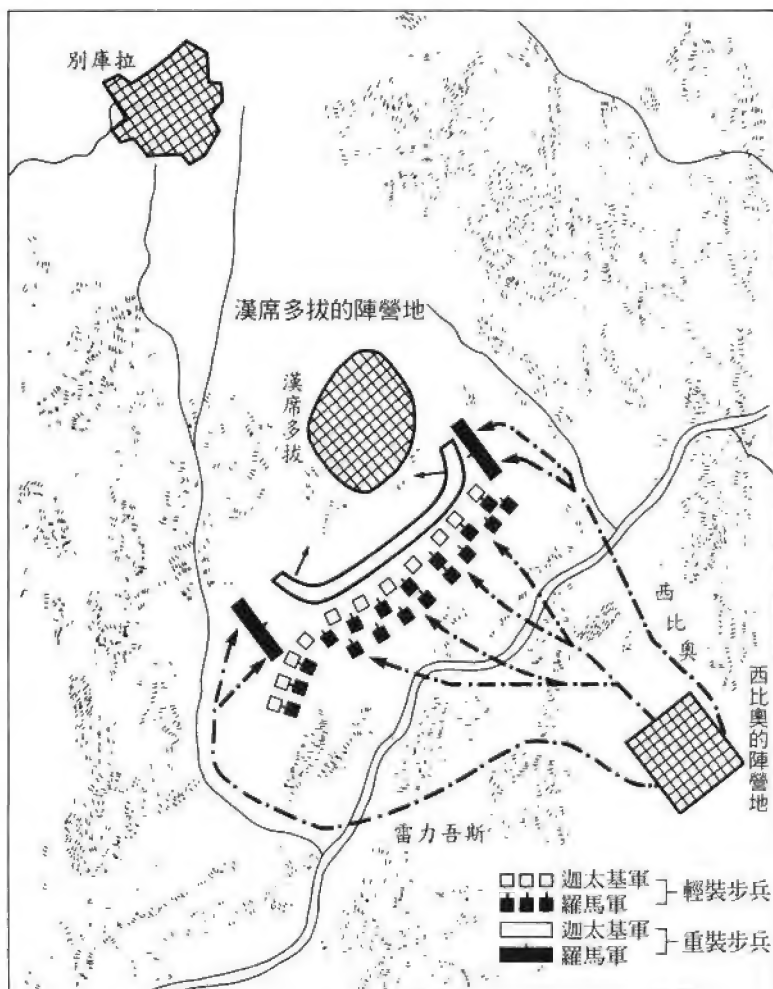 別庫拉
漢席多拔的陣營地
漢席多拔
西比奧
西比奧的陣營地
雷力吾斯
迦太基軍
羅馬軍
輕裝步兵
迦太基軍
羅馬軍
重裝步兵